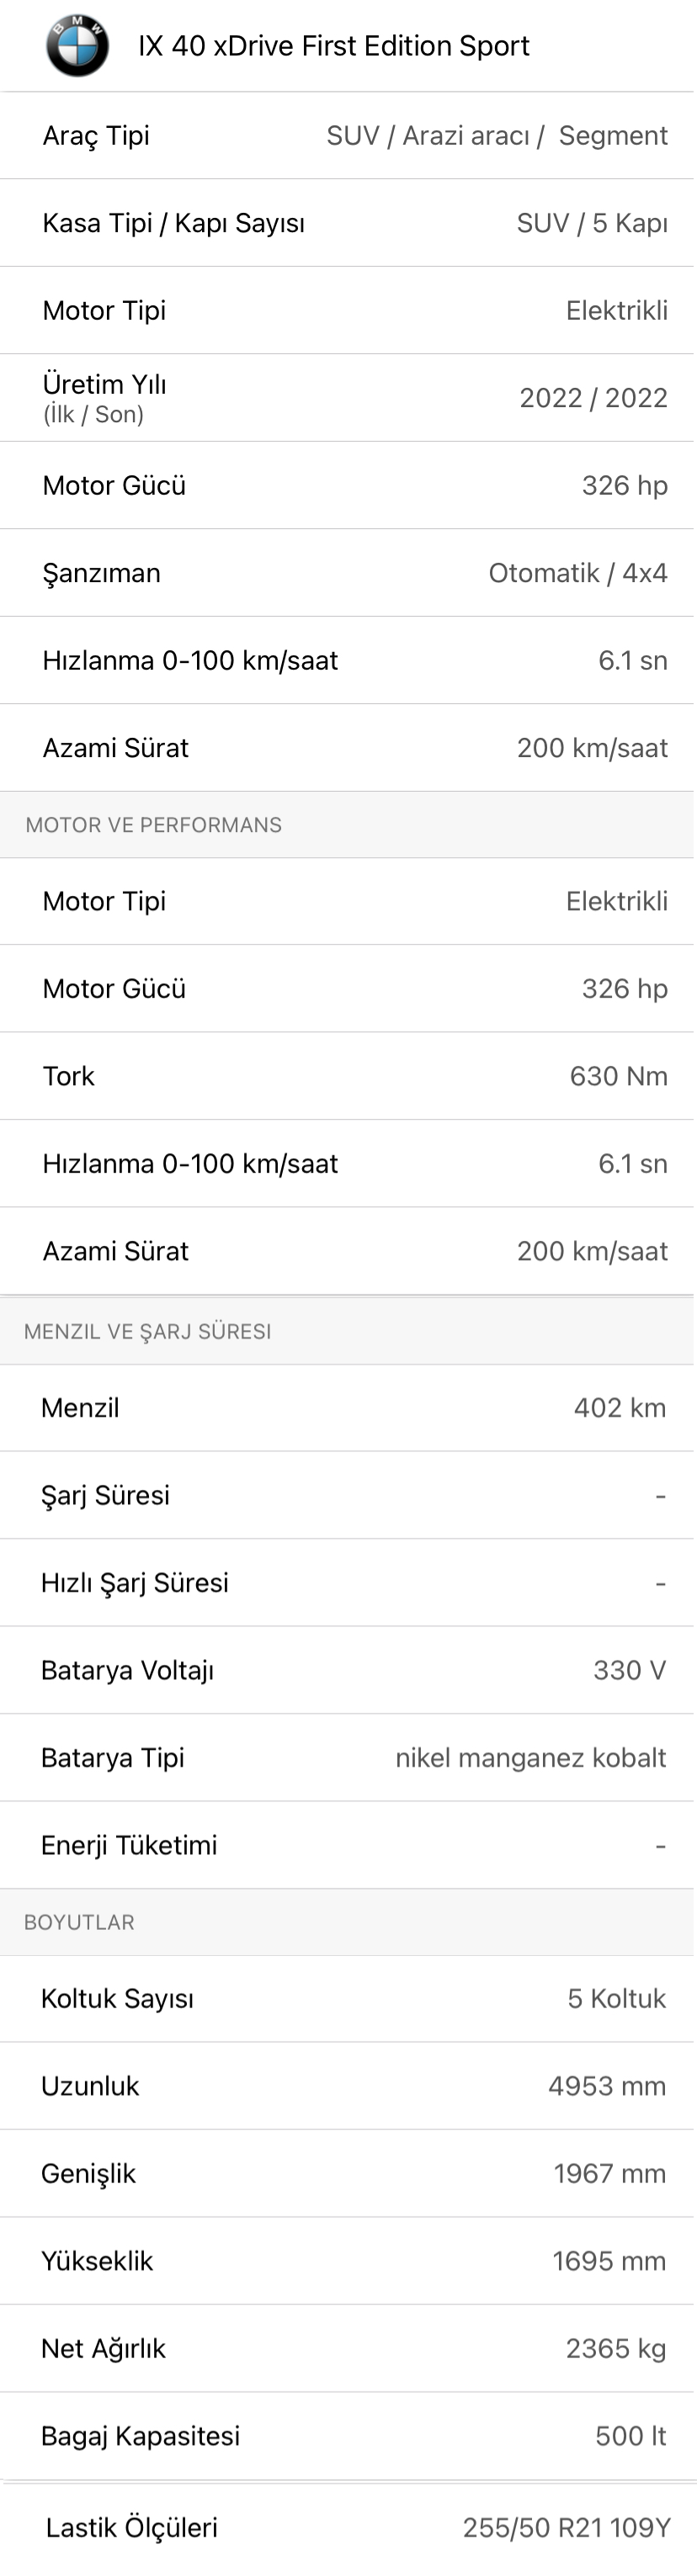 BMW
IX 40 xDrive First Edition Sport
Araç Tipi SUV / Arazi aracı / Segment
Kasa Tipi / Kapı Sayısı SUV / 5 Kapı
Motor Tipi Elektrikli
Üretim Yılı
(İlk / Son) 2022 / 2022
Motor Gücü 326 hp
Şanzıman Otomatik / 4x4
Hızlanma 0-100 km/saat 6.1 sn
Azami Sürat 200 km/saat
MOTOR VE PERFORMANS
Motor Tipi Elektrikli
Motor Gücü 326 hp
Tork 630 Nm
Hızlanma 0-100 km/saat 6.1 sn
Azami Sürat 200 km/saat
MENZIL VE ŞARJ SÜRESI
Menzil 402 km
Şarj Süresi -
Hızlı Şarj Süresi -
Batarya Voltajı 330 V
Batarya Tipi nikel manganez kobalt
Enerji Tüketimi -
BOYUTLAR
Koltuk Sayısı 5 Koltuk
Uzunluk 4953 mm
Genişlik 1967 mm
Yükseklik 1695 mm
Net Ağırlık 2365 kg
Bagaj Kapasitesi 500 lt
Lastik Ölçüleri 255/50 R21 109Y